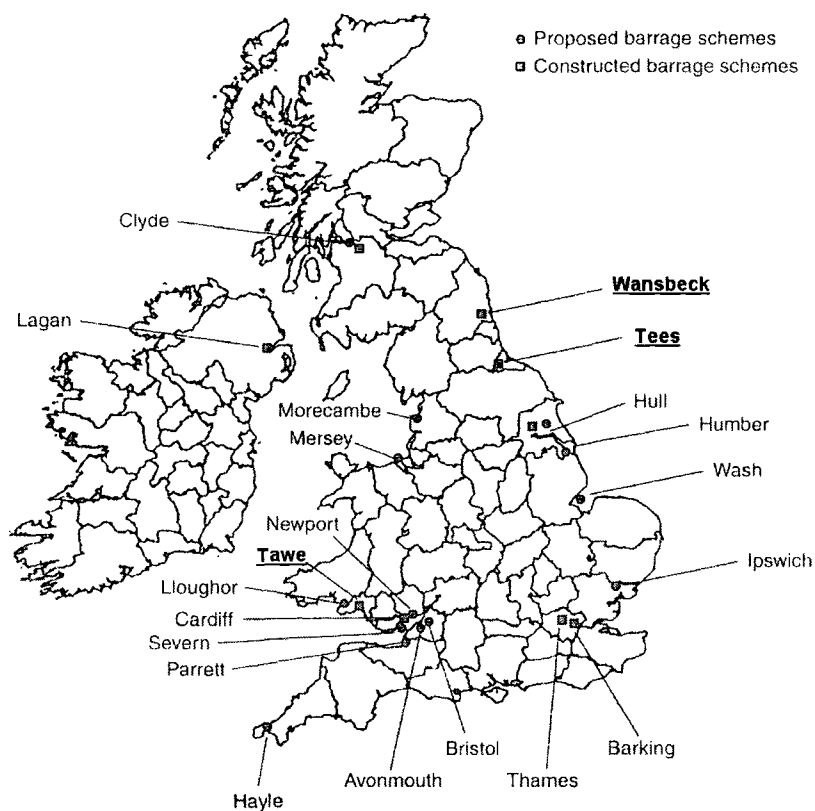 Proposed barrage schemes
Constructed barrage schemes
Clyde
Wansbeck
Lagan
Tees
Morecambe
Hull
Mersey
Humber
Wash
Newport
Tawe
Ipswich
Lloughor
Cardiff
Severn
Parrett
Bristol
Barking
Avonmouth
Thames
Hayle